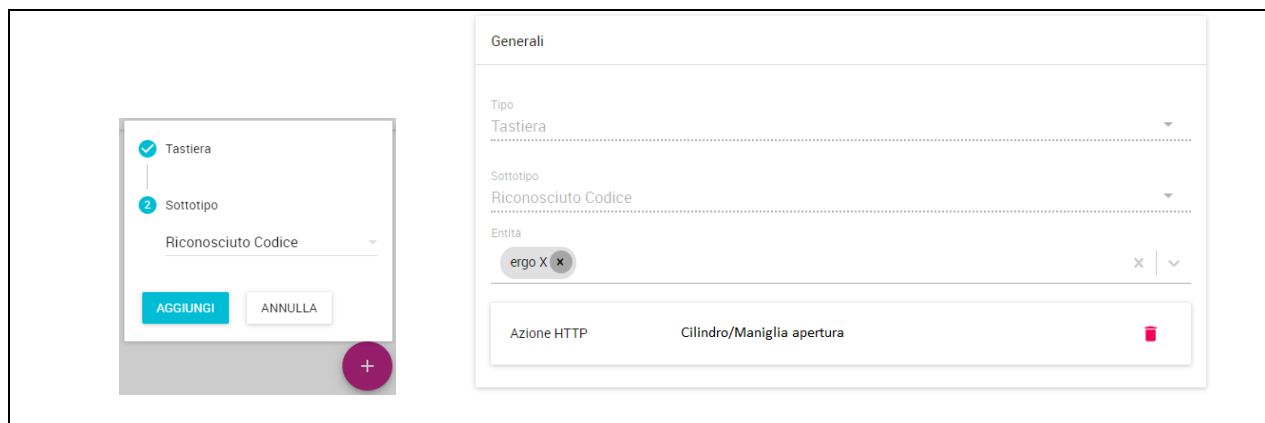 Tastiera
2 Sottotipo
Riconosciuto Codice
AGGIUNGI ANNULLA
+
Generali
Tipo
Tastiera
Sottotipo
Riconosciuto Codice
Entità
ergo X
Azione HTTP Cilindro/Maniglia apertura